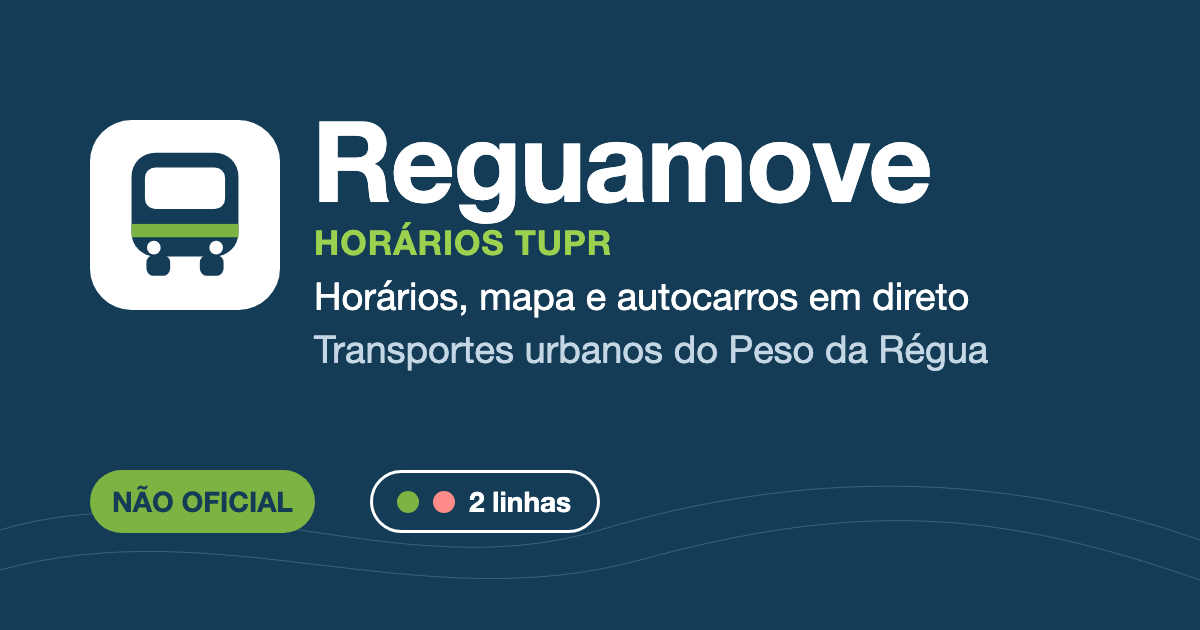 Reguamove
HORÁRIOS TUPR
Horários, mapa e autocarros em direto
Transportes urbanos do Peso da Régua
NÃO OFICIAL
2 linhas